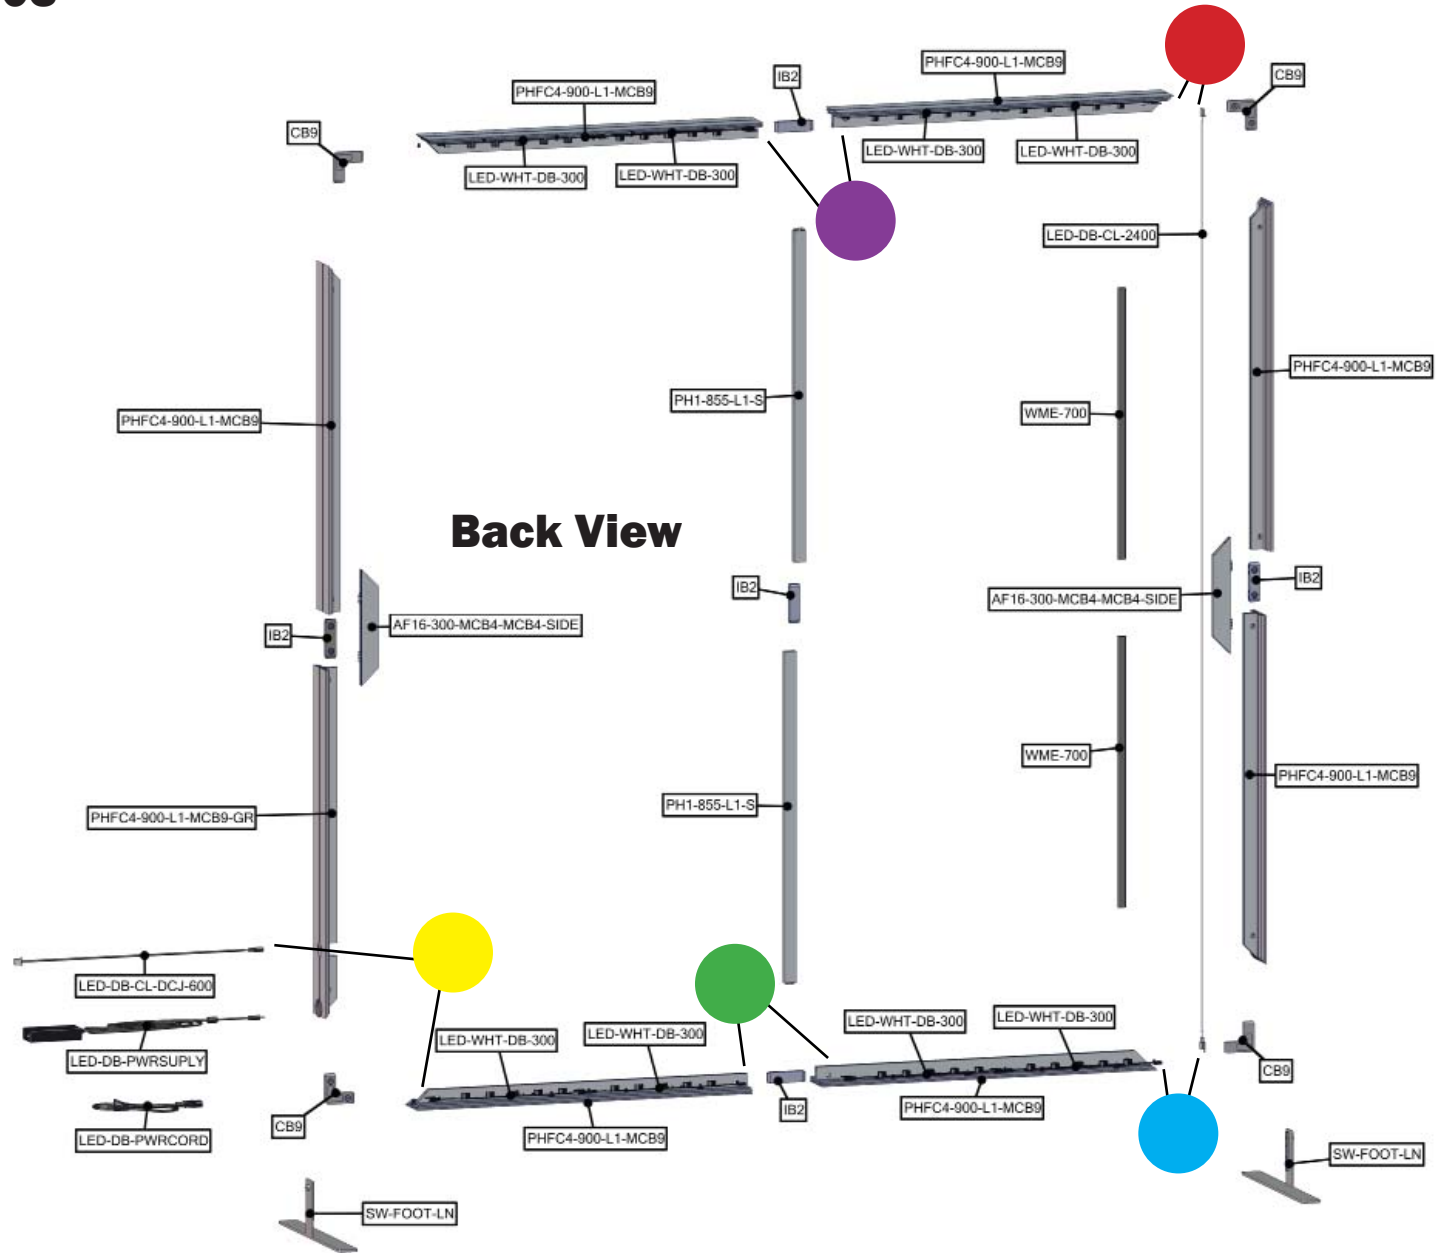 PHFC4-900-L1-MCB9
IB2
PHFC4-900-L1-MCB9
CB9
CB9
LED-WHT-DB-300
LED-WHT-DB-300
LED-WHT-DB-300
LED-WHT-DB-300
LED-DB-CL-2400
PHFC4-900-L1-MCB9
PH1-855-L1-S
WME-700
PHFC4-900-L1-MCB9
Back View
IB2
IB2
AF16-300-MCB4-MCB4-SIDE
AF16-300-MCB4-MCB4-SIDE
IB2
WME-700
PHFC4-900-L1-MCB9
PH1-855-L1-S
PHFC4-900-L1-MCB9-GR
LED-DB-CL-DCJ-600
LED-WHT-DB-300
LED-WHT-DB-300
LED-WHT-DB-300
LED-WHT-DB-300
LED-DB-PWRSUPLY
CB9
LED-DB-PWRCORD
CB9
PHFC4-900-L1-MCB9
IB2
PHFC4-900-L1-MCB9
SW-FOOT-LN
SW-FOOT-LN